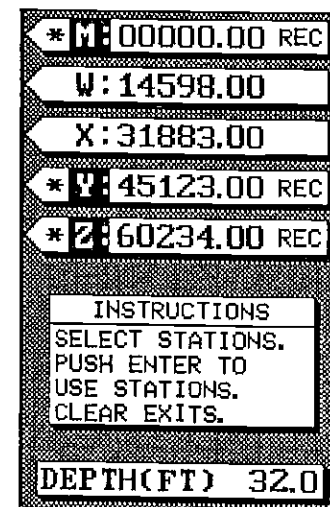 * M: 00000.00 REC
W: 14598.00
X: 31883.00
* Y: 45123.00 REC
* Z: 60234.00 REC
INSTRUCTIONS
SELECT STATIONS.
PUSH ENTER TO
USE STATIONS.
CLEAR EXITS.
DEPTH(FT) 32.0